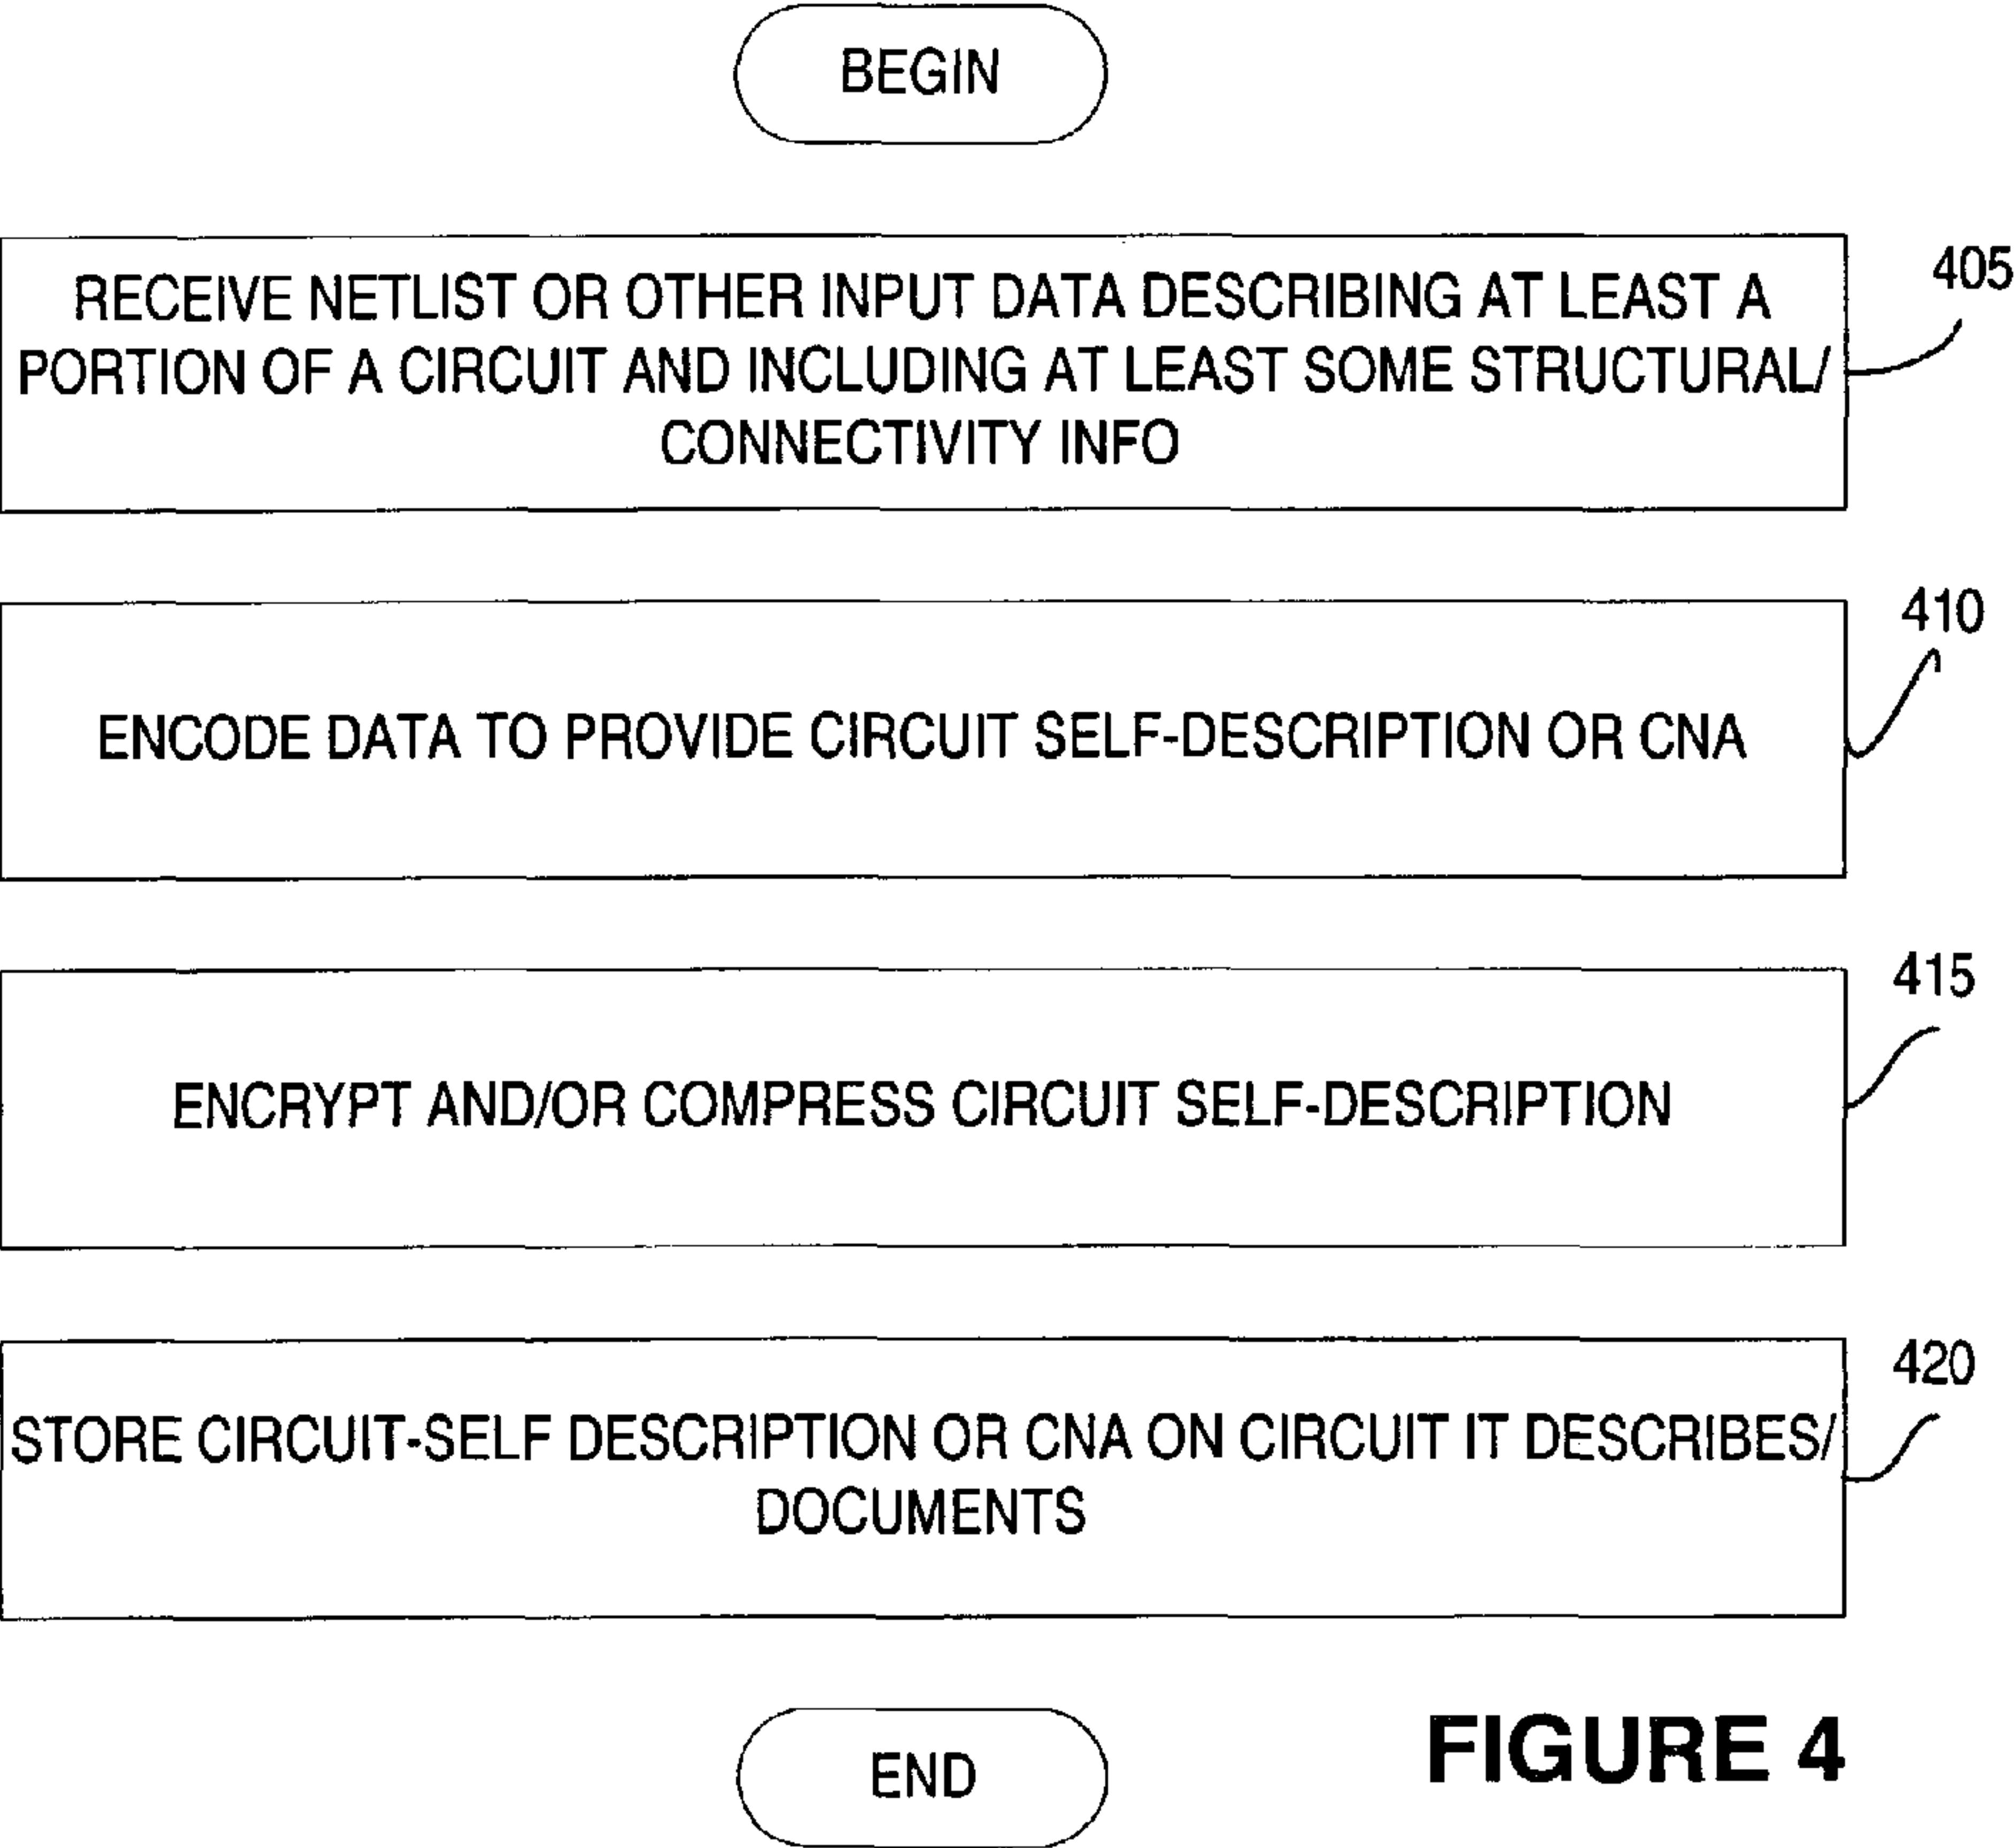 BEGIN
RECEIVE NETLIST OR OTHER INPUT DATA DESCRIBING AT LEAST A
PORTION OF A CIRCUIT AND INCLUDING AT LEAST SOME STRUCTURAL/
CONNECTIVITY INFO
405
ENCODE DATA TO PROVIDE CIRCUIT SELF-DESCRIPTION OR CNA
410
ENCRYPT AND/OR COMPRESS CIRCUIT SELF-DESCRIPTION
415
STORE CIRCUIT-SELF DESCRIPTION OR CNA ON CIRCUIT IT DESCRIBES/
DOCUMENTS
420
END
FIGURE 4